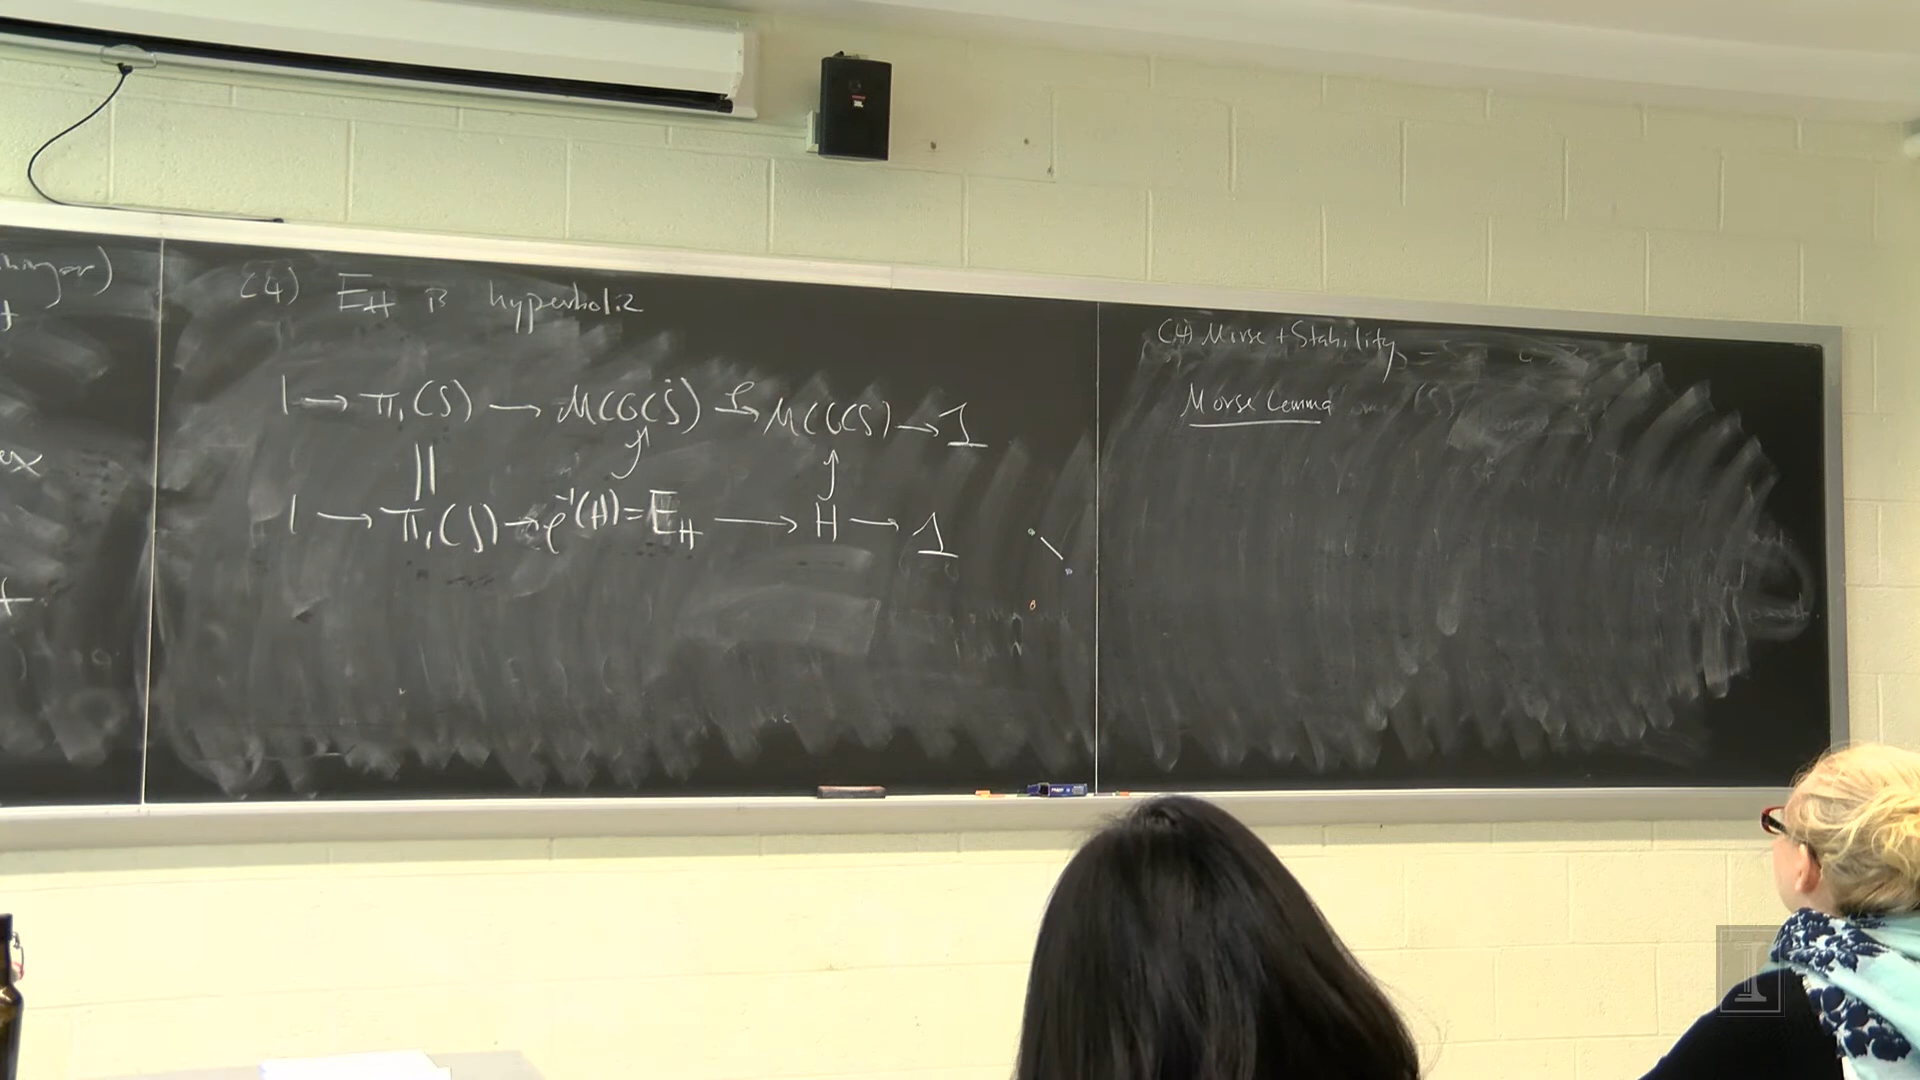 (4) E_H is hyperbolic
1 → π₁(S) → MCG(Ṡ) →^ρ MCG(S) → 1
1 → π₁(S) → ρ⁻¹(H) = E_H → H → 1
(4) Morse + Stability
Morse Lemma
JBL
I